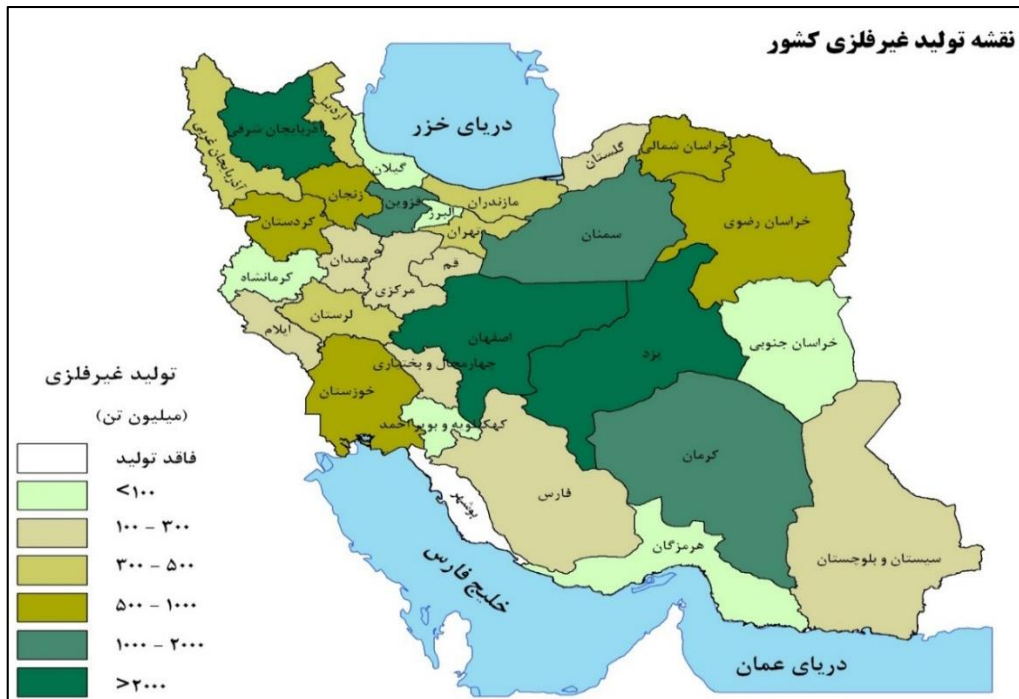 نقشه تولید غیرفلزی کشور
دریای خزر
اردبیل
آذربایجان شرقی
آذربایجان غربی
گیلان
گلستان
خراسان شمالی
زنجان
قزوین
البرز
مازندران
کردستان
تهران
سمنان
خراسان رضوی
همدان
قم
کرمانشاه
مرکزی
ایلام
لرستان
اصفهان
یزد
خراسان جنوبی
چهارمحال و بختیاری
خوزستان
کهکیلویه و بویراحمد
کرمان
بوشهر
فارس
هرمزگان
سیستان و بلوچستان
خلیج فارس
دریای عمان
تولید غیرفلزی
(میلیون تن)
فاقد تولید
<۱۰۰
۱۰۰ - ۳۰۰
۳۰۰ - ۵۰۰
۵۰۰ - ۱۰۰۰
۱۰۰۰ - ۲۰۰۰
>۲۰۰۰